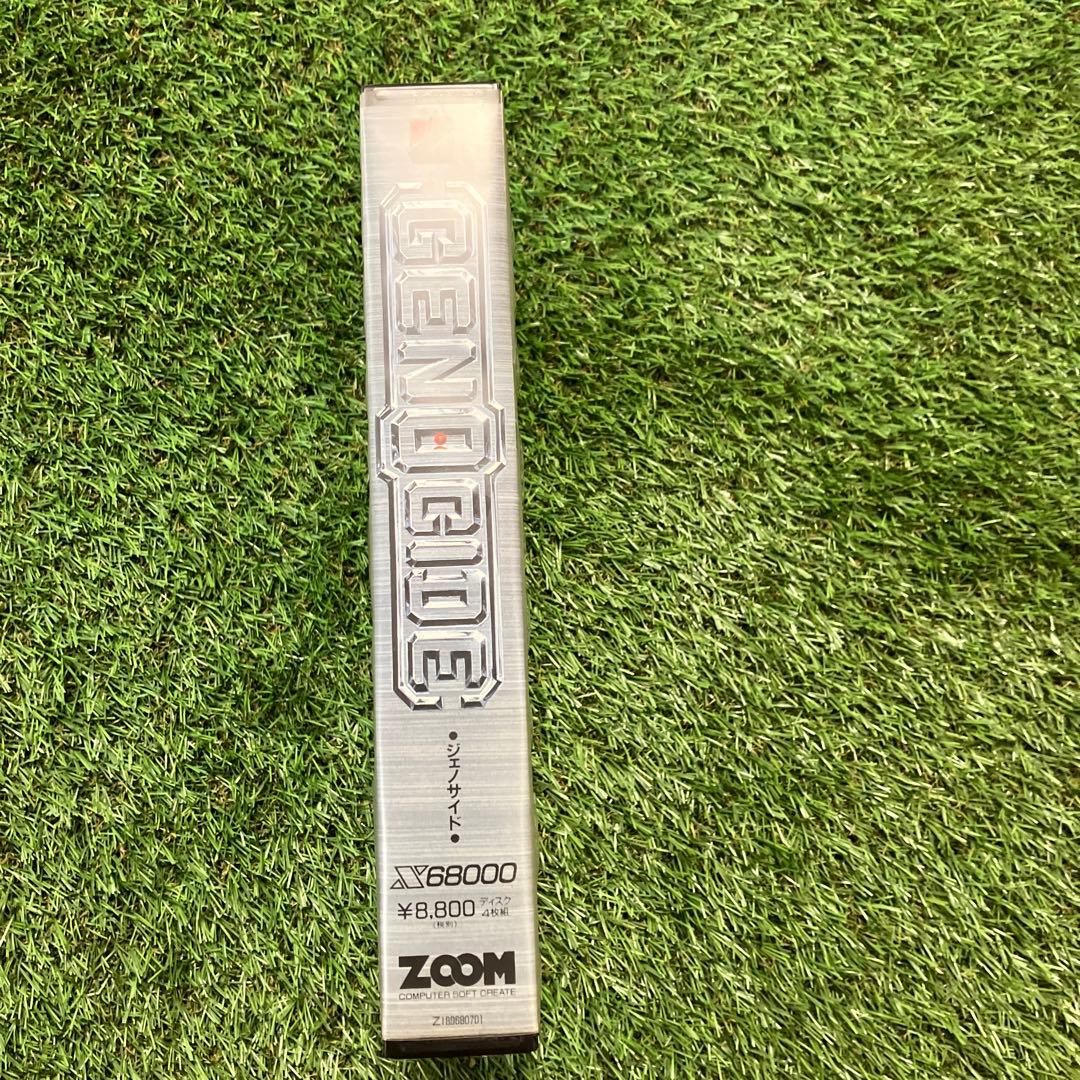 GENOCIDE
•ジェノサイド•
X68000
¥8,800 ディスク
(税別) 4枚組
ZOOM
COMPUTER SOFT CREATE
Z189680701